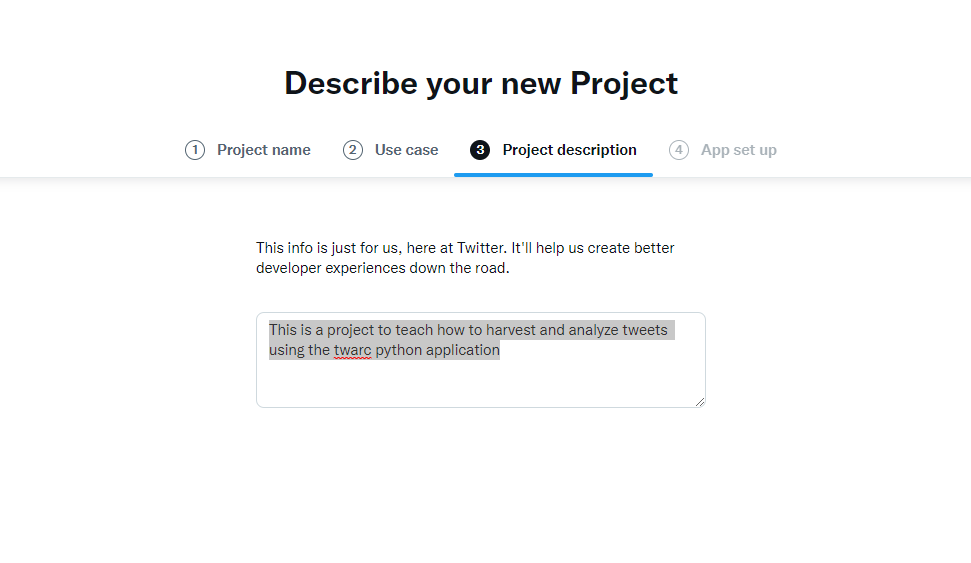 Describe your new Project
1 Project name 2 Use case 3 Project description 4 App set up
This info is just for us, here at Twitter. It'll help us create better
developer experiences down the road.
This is a project to teach how to harvest and analyze tweets
using the twarc python application